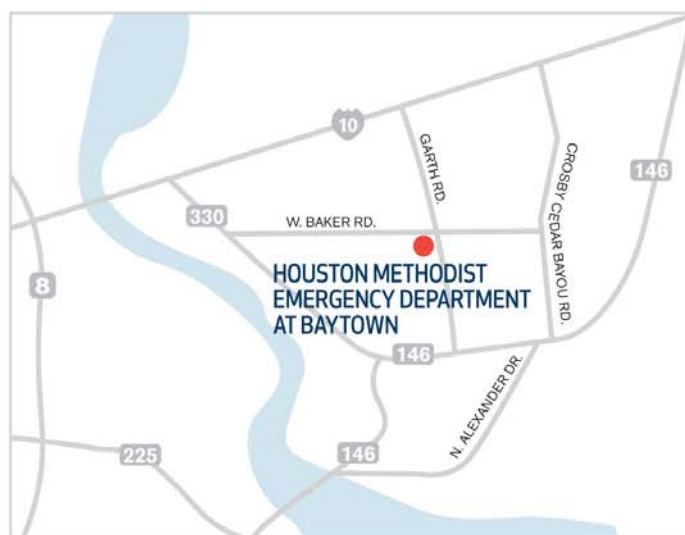 10
GARTH RD.
CROSBY CEDAR BAYOU RD.
146
330
W. BAKER RD.
8
HOUSTON METHODIST
EMERGENCY DEPARTMENT
AT BAYTOWN
146
N. ALEXANDER DR.
225
146